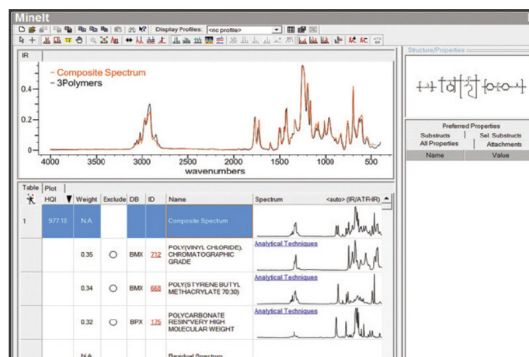 MineIt
Display Profiles: <no profile>
IR
Composite Spectrum
3Polymers
0.4
0.2
0
4000 3500 3000 2500 2000 1500 1000 500
wavenumbers
Structure/Properties
Preferred Properties
Substructs Sel. Substructs
All Properties Attachments
Name Value
Table Plot
HQI Weight Exclude DB ID Name Spectrum <auto> (IR/ATR-IR)
1 977.18 N.A. Composite Spectrum
Analytical Techniques
0.35 BMX 712 POLY(VINYL CHLORIDE),
CHROMATOGRAPHIC
GRADE
Analytical Techniques
0.34 BMX 668 POLY(STYRENE:BUTYL
METHACRYLATE 70:30)
Analytical Techniques
0.32 BPX 175 POLYCARBONATE
RESIN*VERY HIGH
MOLECULAR WEIGHT
N.A. Residual Spectrum